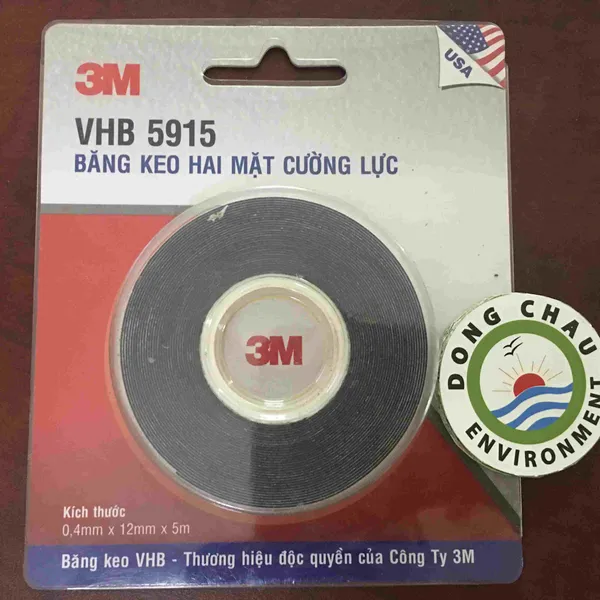 USA
3M
VHB 5915
BĂNG KEO HAI MẶT CƯỜNG LỰC
3M
DONG CHAU
ENVIRONMENT
Kích thước
0,4mm x 12mm x 5m
Băng keo VHB - Thương hiệu độc quyền của Công Ty 3M